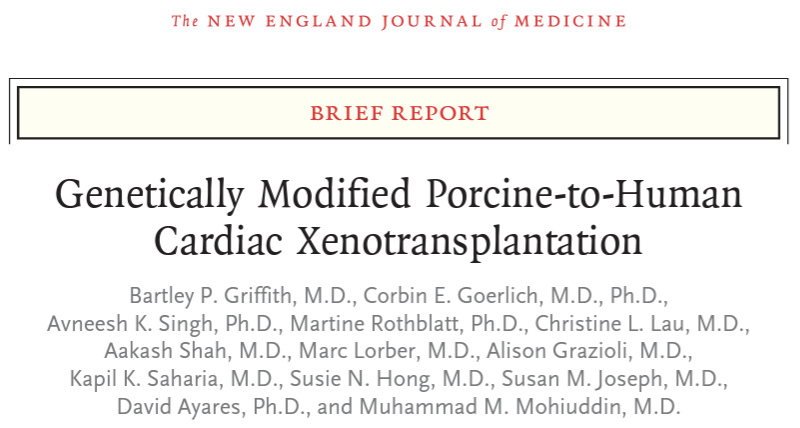 The NEW ENGLAND JOURNAL of MEDICINE
BRIEF REPORT
Genetically Modified Porcine-to-Human
Cardiac Xenotransplantation
Bartley P. Griffith, M.D., Corbin E. Goerlich, M.D., Ph.D.,
Avneesh K. Singh, Ph.D., Martine Rothblatt, Ph.D., Christine L. Lau, M.D.,
Aakash Shah, M.D., Marc Lorber, M.D., Alison Grazioli, M.D.,
Kapil K. Saharia, M.D., Susie N. Hong, M.D., Susan M. Joseph, M.D.,
David Ayares, Ph.D., and Muhammad M. Mohiuddin, M.D.